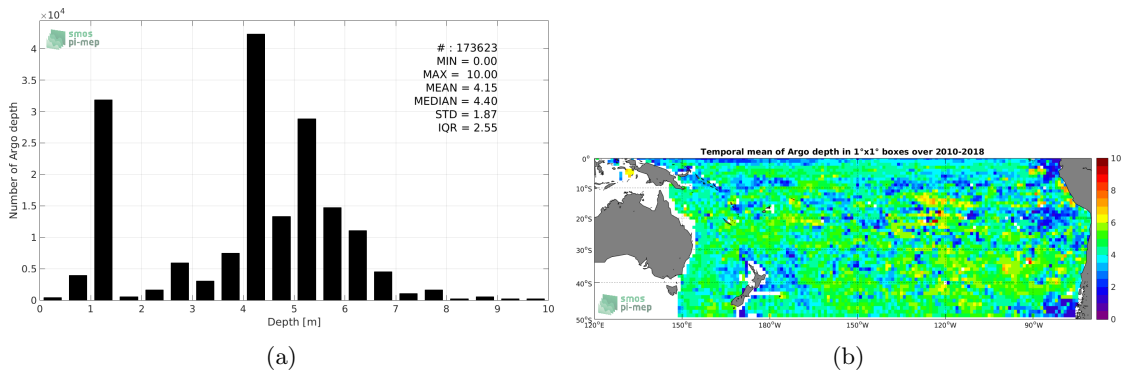 ×10⁴
smos
pi-mep
# : 173623
MIN = 0.00
MAX = 10.00
MEAN = 4.15
MEDIAN = 4.40
STD = 1.87
IQR = 2.55
Number of Argo depth
4
3.5
3
2.5
2
1.5
1
0.5
0
0 1 2 3 4 5 6 7 8 9 10
Depth [m]
(a)
Temporal mean of Argo depth in 1°x1° boxes over 2010-2018
0°
10°S
20°S
30°S
40°S
50°S
120°E 150°E 180°W 150°W 120°W 90°W
10
8
6
4
2
0
smos
pi-mep
(b)